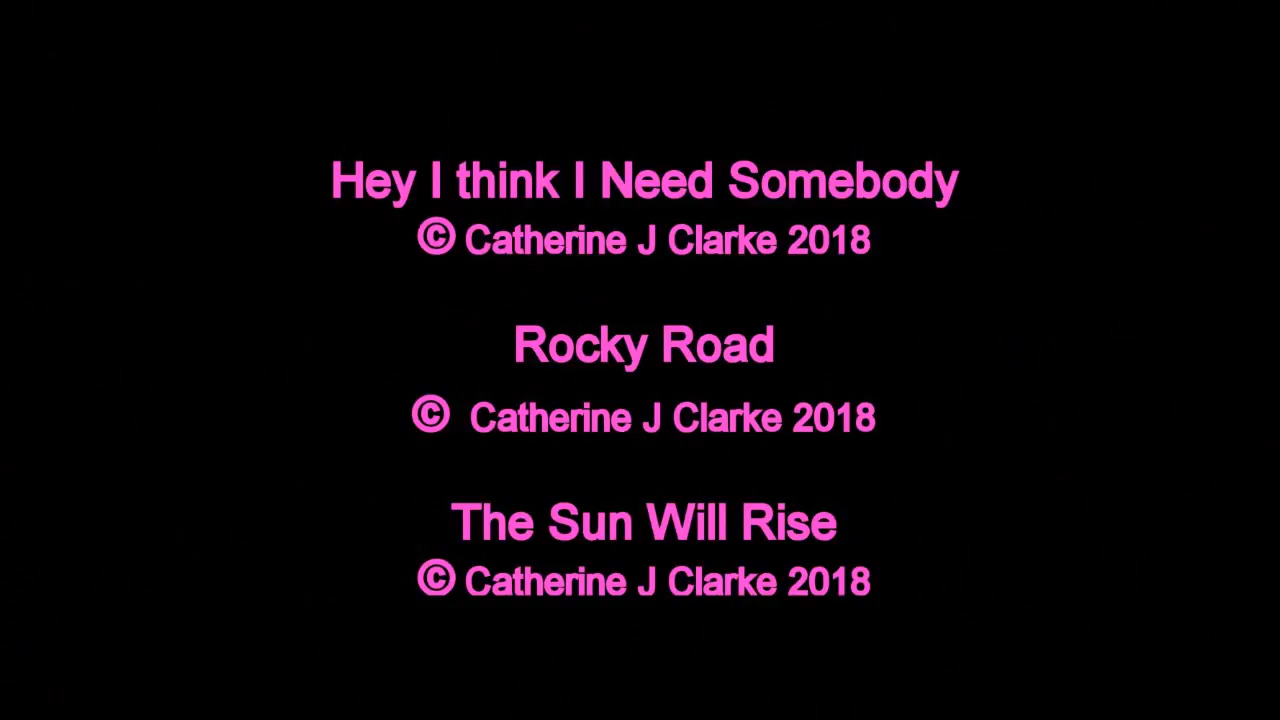 Hey I think I Need Somebody
© Catherine J Clarke 2018
Rocky Road
© Catherine J Clarke 2018
The Sun Will Rise
© Catherine J Clarke 2018